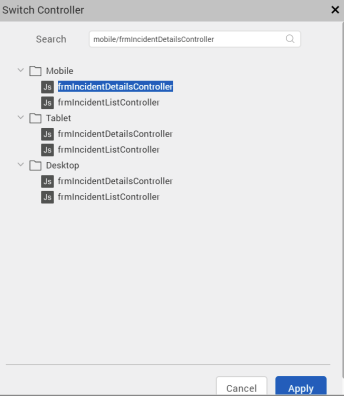 Switch Controller
Search mobile/frmIncidentDetailsController
Mobile
Js frmIncidentDetailsController
Js frmIncidentListController
Tablet
Js frmIncidentDetailsController
Js frmIncidentListController
Desktop
Js frmIncidentDetailsController
Js frmIncidentListController
Cancel Apply